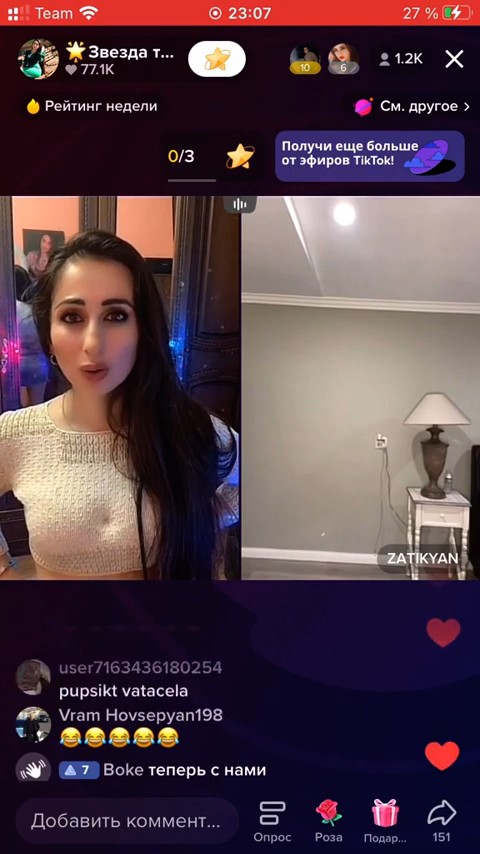 Team 23:07 27 %
Звезда т...
77.1K
10 6 1.2K
Рейтинг недели
См. другое >
0/3
Получи еще больше
от эфиров TikTok!
ZATIKYAN
user7163436180254
pupsikt vatacela
Vram Hovsepyan198
😂😂😂😂😂
7 Boke теперь с нами
Добавить коммент...
Опрос Роза Подар... 151